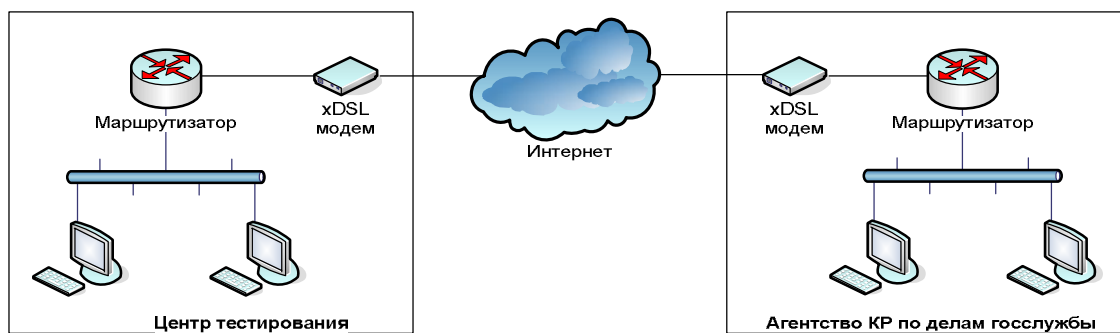 Маршрутизатор
xDSL
модем
Интернет
xDSL
модем
Маршрутизатор
Центр тестирования
Агентство КР по делам госслужбы